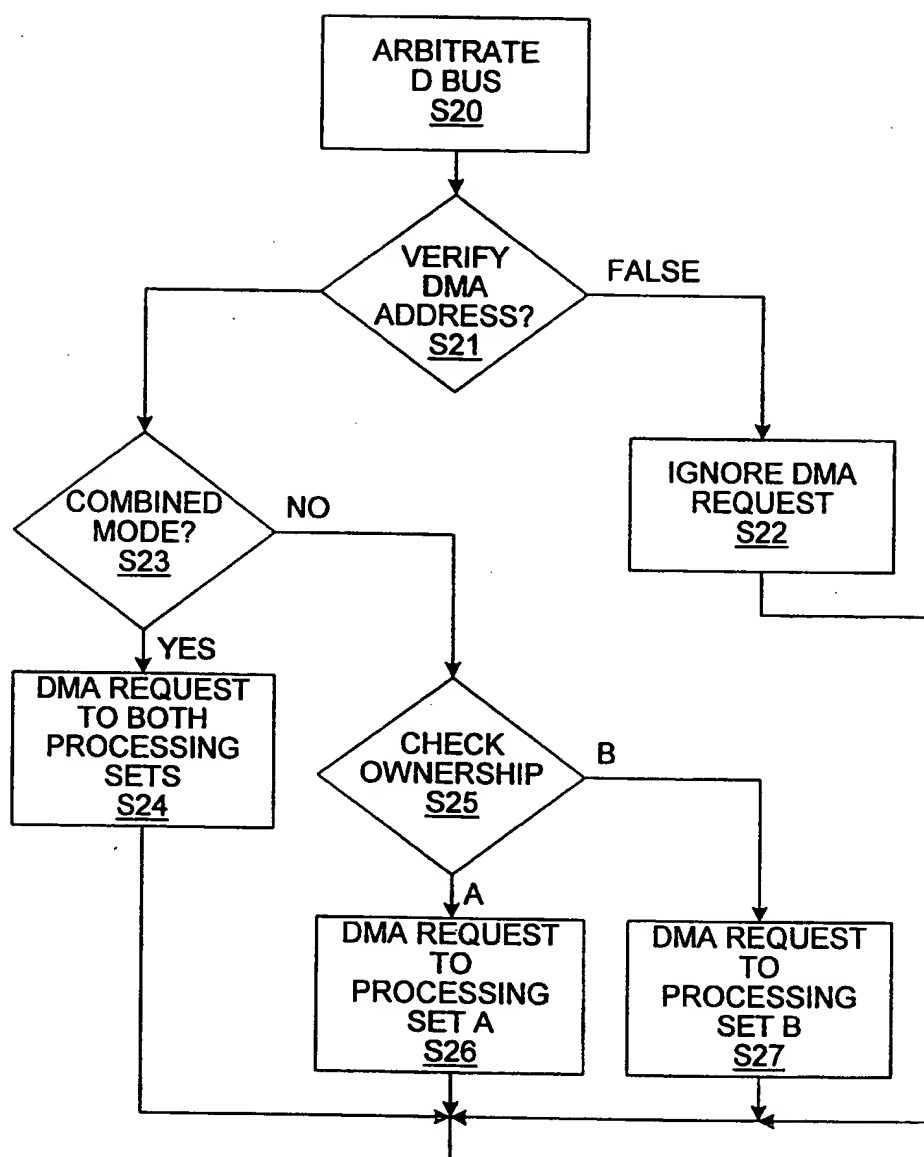 ARBITRATE
D BUS
S20
VERIFY
DMA
ADDRESS?
S21
FALSE
COMBINED
MODE?
S23
NO
IGNORE DMA
REQUEST
S22
YES
DMA REQUEST
TO BOTH
PROCESSING
SETS
S24
CHECK
OWNERSHIP
S25
B
A
DMA REQUEST
TO
PROCESSING
SET A
S26
DMA REQUEST
TO
PROCESSING
SET B
S27